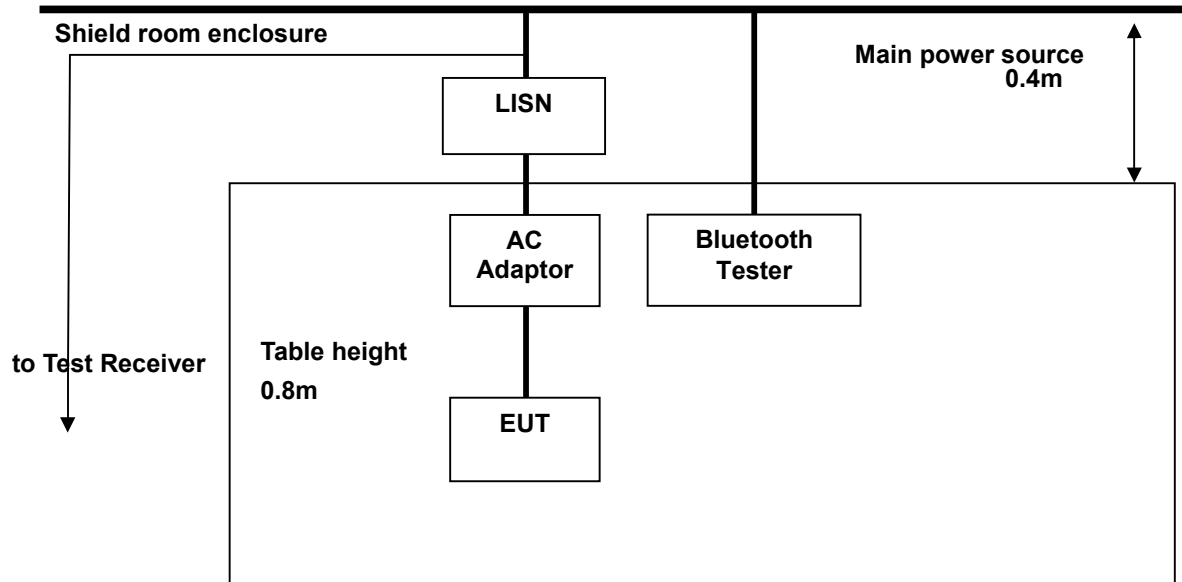 Shield room enclosure
Main power source
0.4m
LISN
AC
Adaptor
Bluetooth
Tester
to Test Receiver
Table height
0.8m
EUT